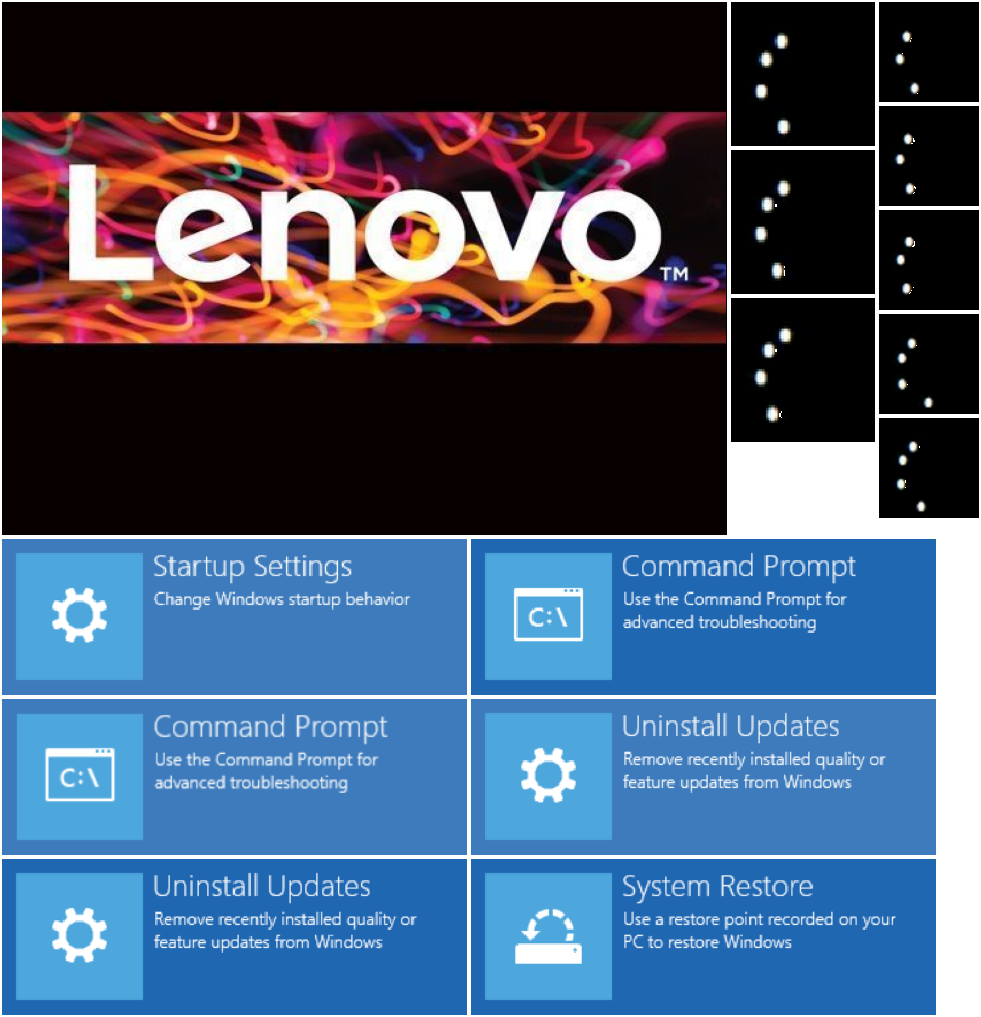 Lenovo™
Startup Settings
Change Windows startup behavior
Command Prompt
Use the Command Prompt for
advanced troubleshooting
C:\
Command Prompt
Use the Command Prompt for
advanced troubleshooting
C:\
Uninstall Updates
Remove recently installed quality or
feature updates from Windows
Uninstall Updates
Remove recently installed quality or
feature updates from Windows
System Restore
Use a restore point recorded on your
PC to restore Windows